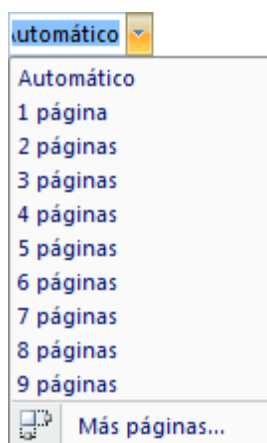 Automático
Automático
1 página
2 páginas
3 páginas
4 páginas
5 páginas
6 páginas
7 páginas
8 páginas
9 páginas
Más páginas...